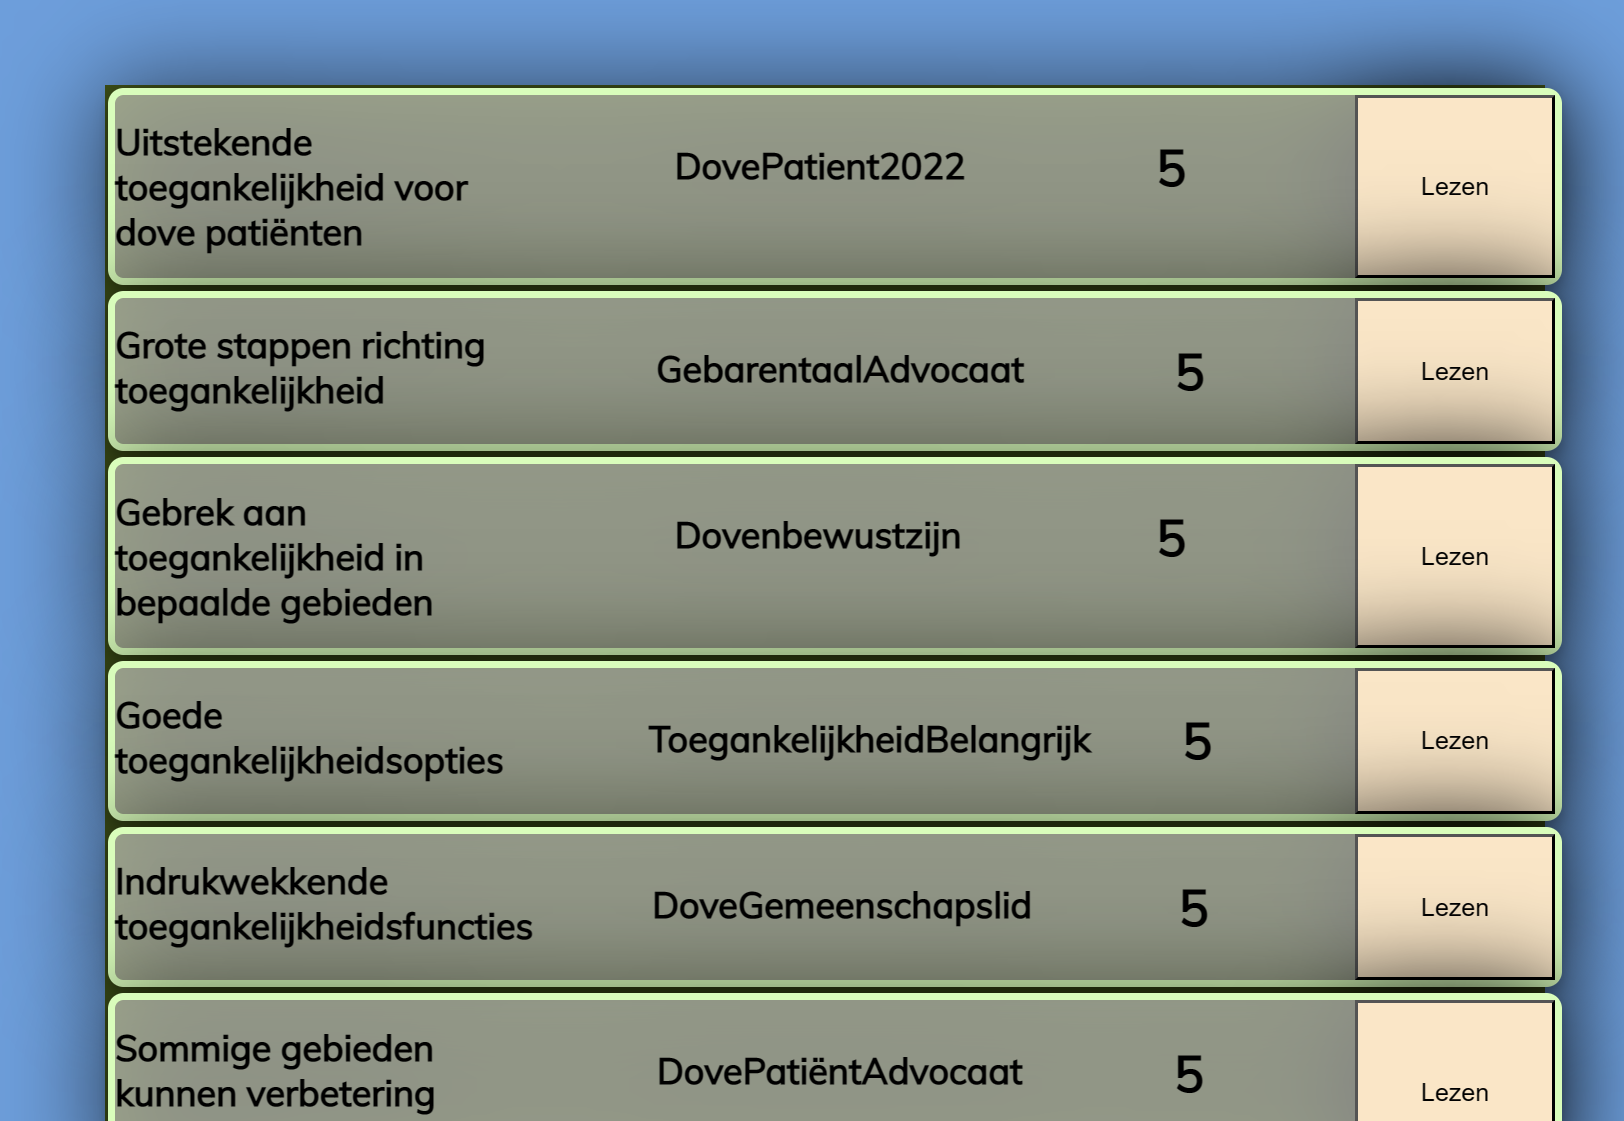 Uitstekende
toegankelijkheid voor
dove patiënten
DovePatient2022
5
Lezen
Grote stappen richting
toegankelijkheid
GebarentaalAdvocaat
5
Lezen
Gebrek aan
toegankelijkheid in
bepaalde gebieden
Dovenbewustzijn
5
Lezen
Goede
toegankelijkheidsopties
ToegankelijkheidBelangrijk
5
Lezen
Indrukwekkende
toegankelijkheidsfuncties
DoveGemeenschapslid
5
Lezen
Sommige gebieden
kunnen verbetering
DovePatiëntAdvocaat
5
Lezen